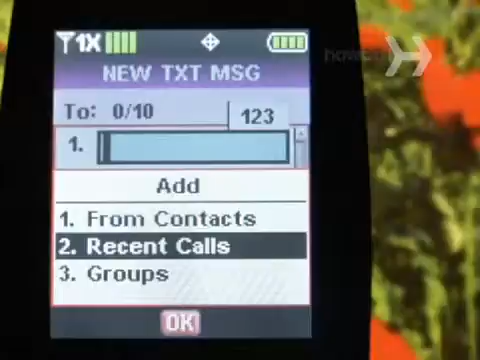 1X
NEW TXT MSG
To: 0/10
123
1.
Add
1. From Contacts
2. Recent Calls
3. Groups
OK